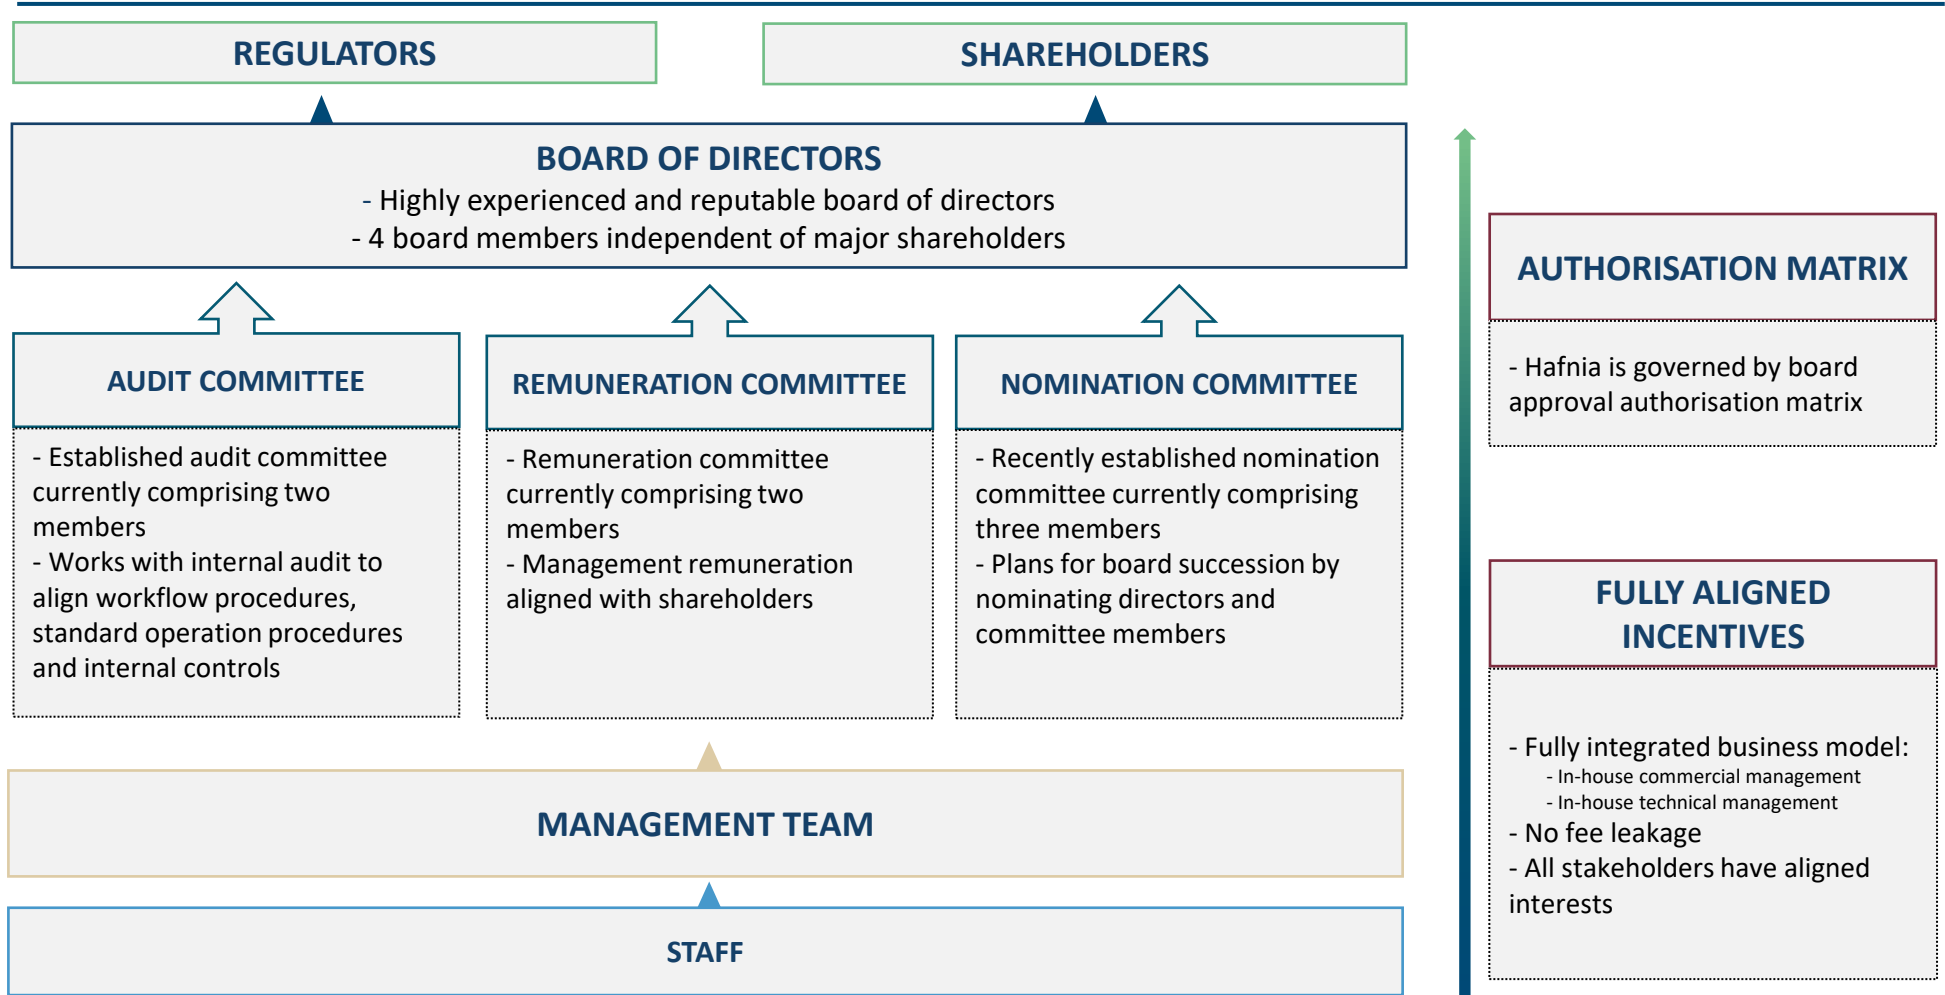 REGULATORS
SHAREHOLDERS
BOARD OF DIRECTORS
- Highly experienced and reputable board of directors
- 4 board members independent of major shareholders
AUDIT COMMITTEE
- Established audit committee
currently comprising two
members
- Works with internal audit to
align workflow procedures,
standard operation procedures
and internal controls
REMUNERATION COMMITTEE
- Remuneration committee
currently comprising two
members
- Management remuneration
aligned with shareholders
NOMINATION COMMITTEE
- Recently established nomination
committee currently comprising
three members
- Plans for board succession by
nominating directors and
committee members
MANAGEMENT TEAM
STAFF
AUTHORISATION MATRIX
- Hafnia is governed by board
approval authorisation matrix
FULLY ALIGNED
INCENTIVES
- Fully integrated business model:
- In-house commercial management
- In-house technical management
- No fee leakage
- All stakeholders have aligned
interests